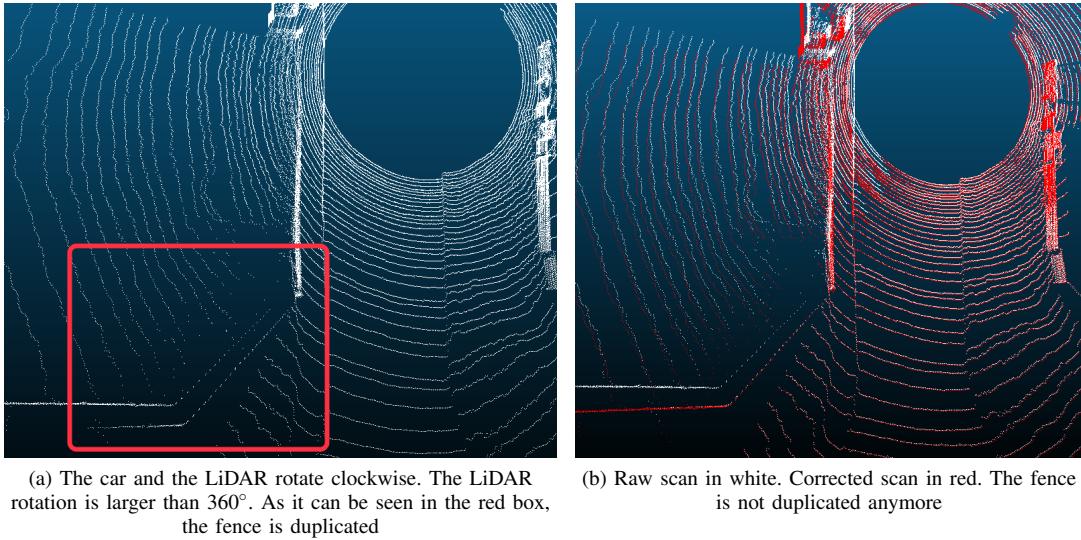 (a) The car and the LiDAR rotate clockwise. The LiDAR
rotation is larger than 360°. As it can be seen in the red box,
the fence is duplicated
(b) Raw scan in white. Corrected scan in red. The fence
is not duplicated anymore